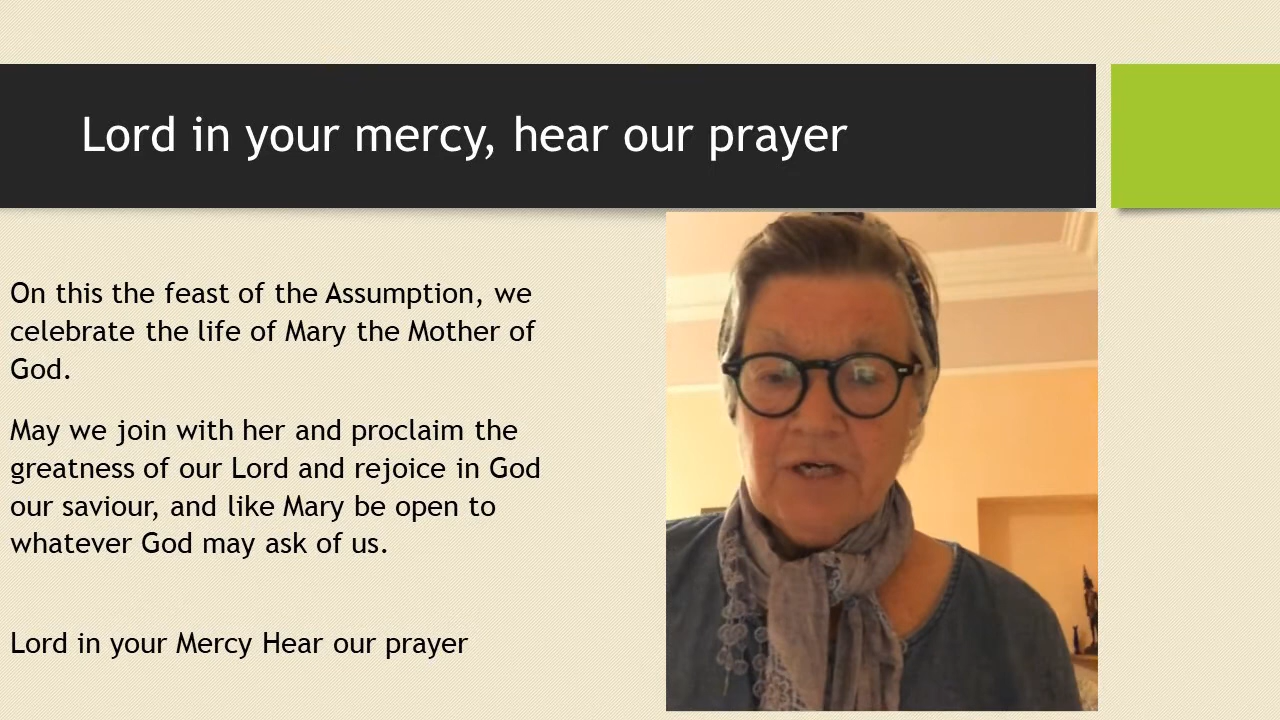 Lord in your mercy, hear our prayer
On this the feast of the Assumption, we
celebrate the life of Mary the Mother of
God.
May we join with her and proclaim the
greatness of our Lord and rejoice in God
our saviour, and like Mary be open to
whatever God may ask of us.
Lord in your Mercy Hear our prayer